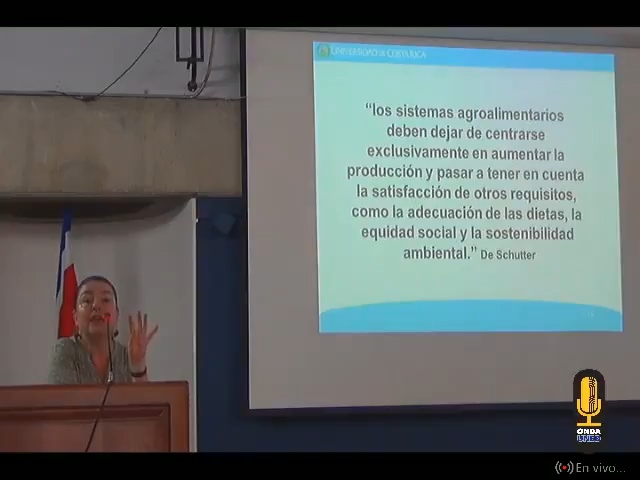 UNIVERSIDAD DE COSTA RICA
“los sistemas agroalimentarios
deben dejar de centrarse
exclusivamente en aumentar la
producción y pasar a tener en cuenta
la satisfacción de otros requisitos,
como la adecuación de las dietas, la
equidad social y la sostenibilidad
ambiental.” De Schutter
ONDA
UNED
En vivo...